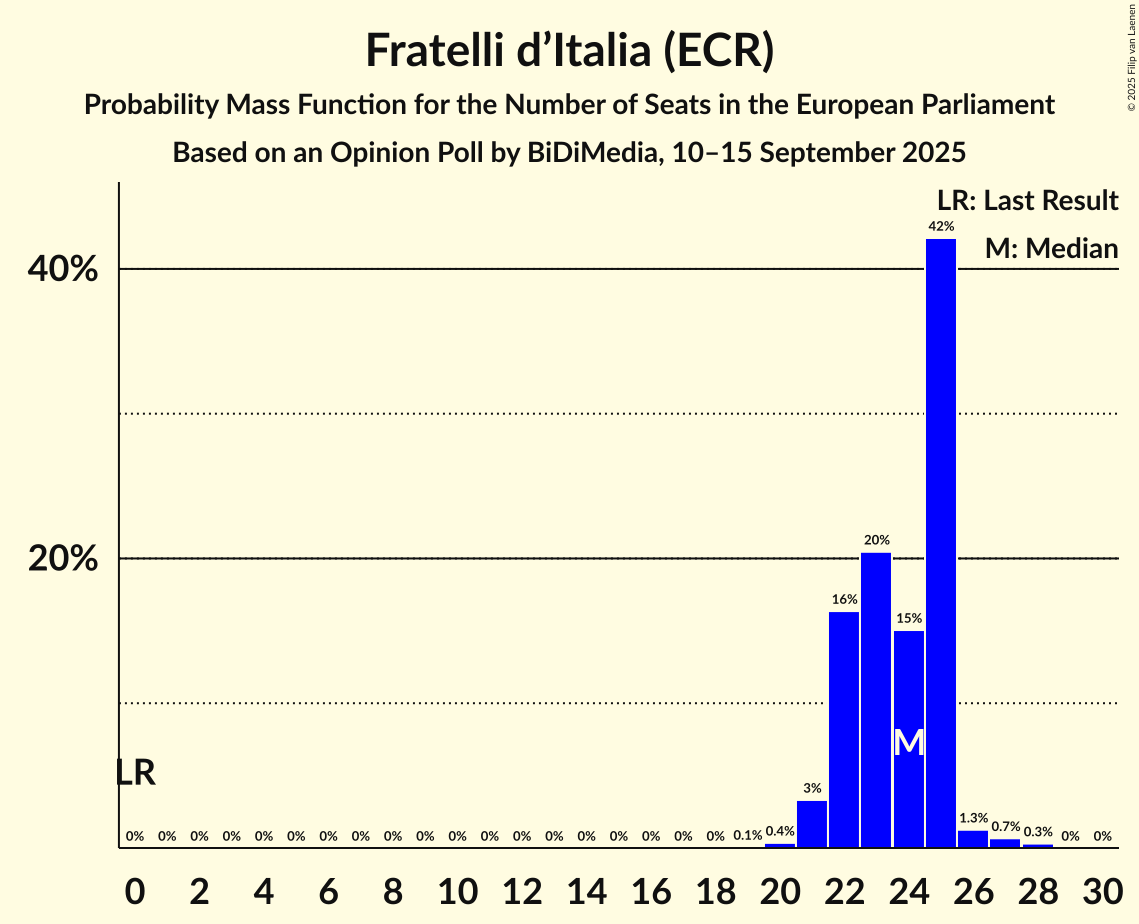 Fratelli d’Italia (ECR)
Probability Mass Function for the Number of Seats in the European Parliament
Based on an Opinion Poll by BiDiMedia, 10–15 September 2025
© 2025 Filip van Laenen
LR: Last Result
M: Median
42%
40%
20%
20%
16%
15%
M
LR
3%
0% 0% 0% 0% 0% 0% 0% 0% 0% 0% 0% 0% 0% 0% 0% 0% 0% 0% 0% 0.1% 0.4% 1.3% 0.7% 0.3% 0% 0%
0 2 4 6 8 10 12 14 16 18 20 22 24 26 28 30